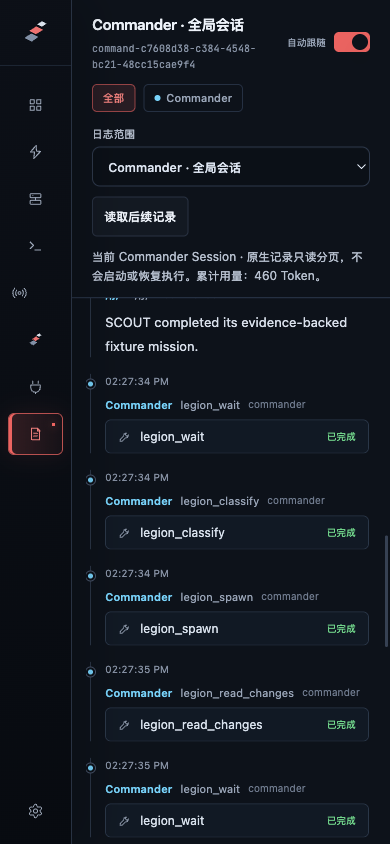 Commander · 全局会话
command-c7608d38-c384-4548-
bc21-48cc15cae9f4
自动跟随
全部
Commander
日志范围
Commander · 全局会话
读取后续记录
当前 Commander Session · 原生记录只读分页，不
会启动或恢复执行。累计用量：460 Token。
SCOUT completed its evidence-backed
fixture mission.
02:27:34 PM
Commander legion_wait commander
legion_wait 已完成
02:27:34 PM
Commander legion_classify commander
legion_classify 已完成
02:27:34 PM
Commander legion_spawn commander
legion_spawn 已完成
02:27:35 PM
Commander legion_read_changes commander
legion_read_changes 已完成
02:27:35 PM
Commander legion_wait commander
legion_wait 已完成